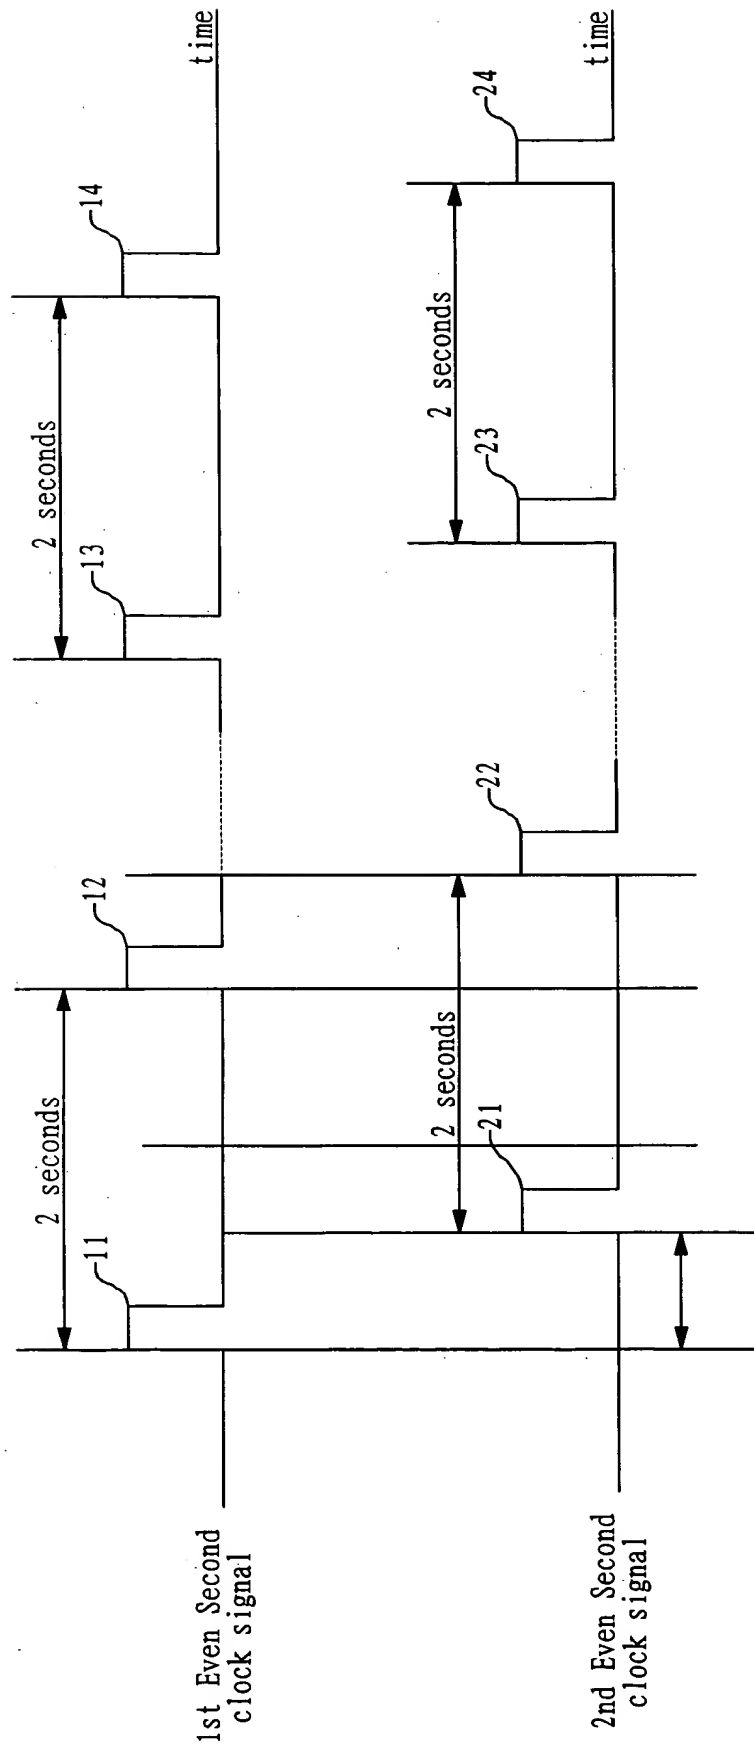 2 seconds
2 seconds
11
12
13
14
1st Even Second
clock signal
time
2 seconds
2 seconds
21
22
23
24
2nd Even Second
clock signal
time